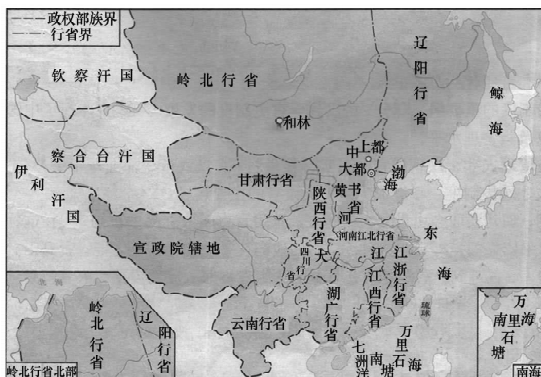 政权部族界
行省界
钦察汗国
岭北行省
辽阳行省
鲸海
和林
察合台汗国
伊利汗国
上都
中书省
大都
渤海
甘肃行省
陕西行省
黄河
河南江北行省
东海
宣政院辖地
四川行省
大江
江浙行省
江西行省
湖广行省
云南行省
琉球
万里石塘
南海
七洲洋
岭北行省
辽阳行省
岭北行省北部
万里石塘
南海
南海